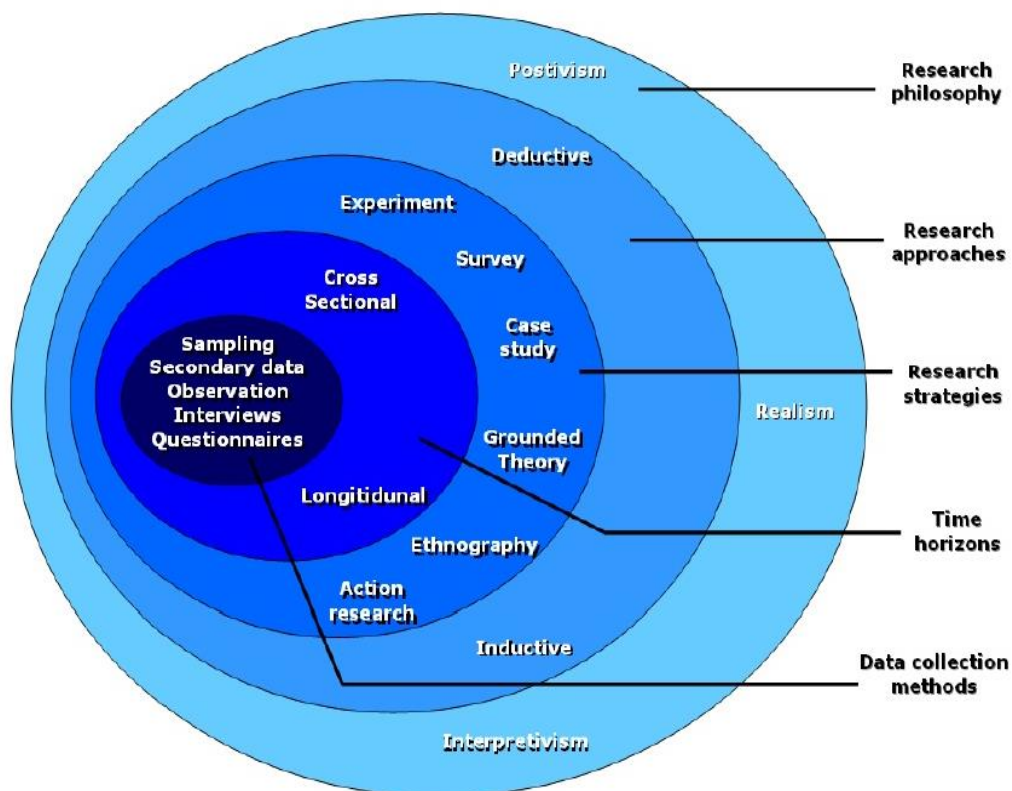 Postivism
Research
philosophy
Deductive
Experiment
Research
approaches
Survey
Cross
Sectional
Case
study
Sampling
Secondary data
Observation
Interviews
Questionnaires
Research
strategies
Realism
Grounded
Theory
Longitidunal
Time
horizons
Ethnography
Action
research
Inductive
Data collection
methods
Interpretivism